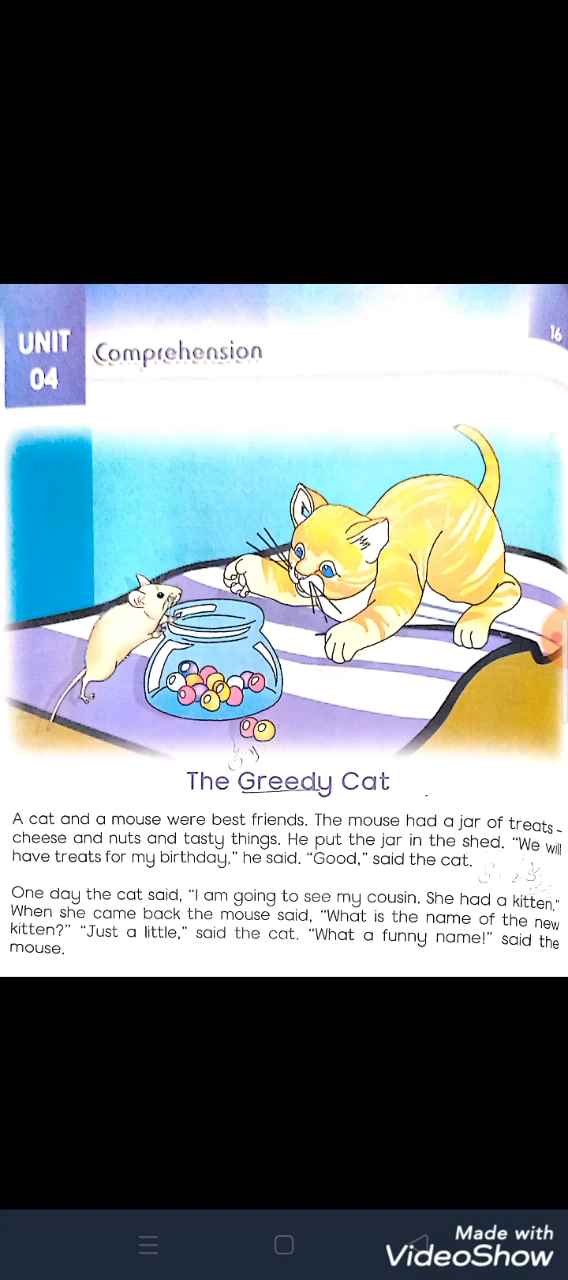 UNIT
04
Comprehension
16
The Greedy Cat
A cat and a mouse were best friends. The mouse had a jar of treats -
cheese and nuts and tasty things. He put the jar in the shed. “We will
have treats for my birthday,” he said. “Good,” said the cat.
One day the cat said, “I am going to see my cousin. She had a kitten.”
When she came back the mouse said, “What is the name of the new
kitten?” “Just a little,” said the cat. “What a funny name!” said the
mouse.
Made with
VideoShow